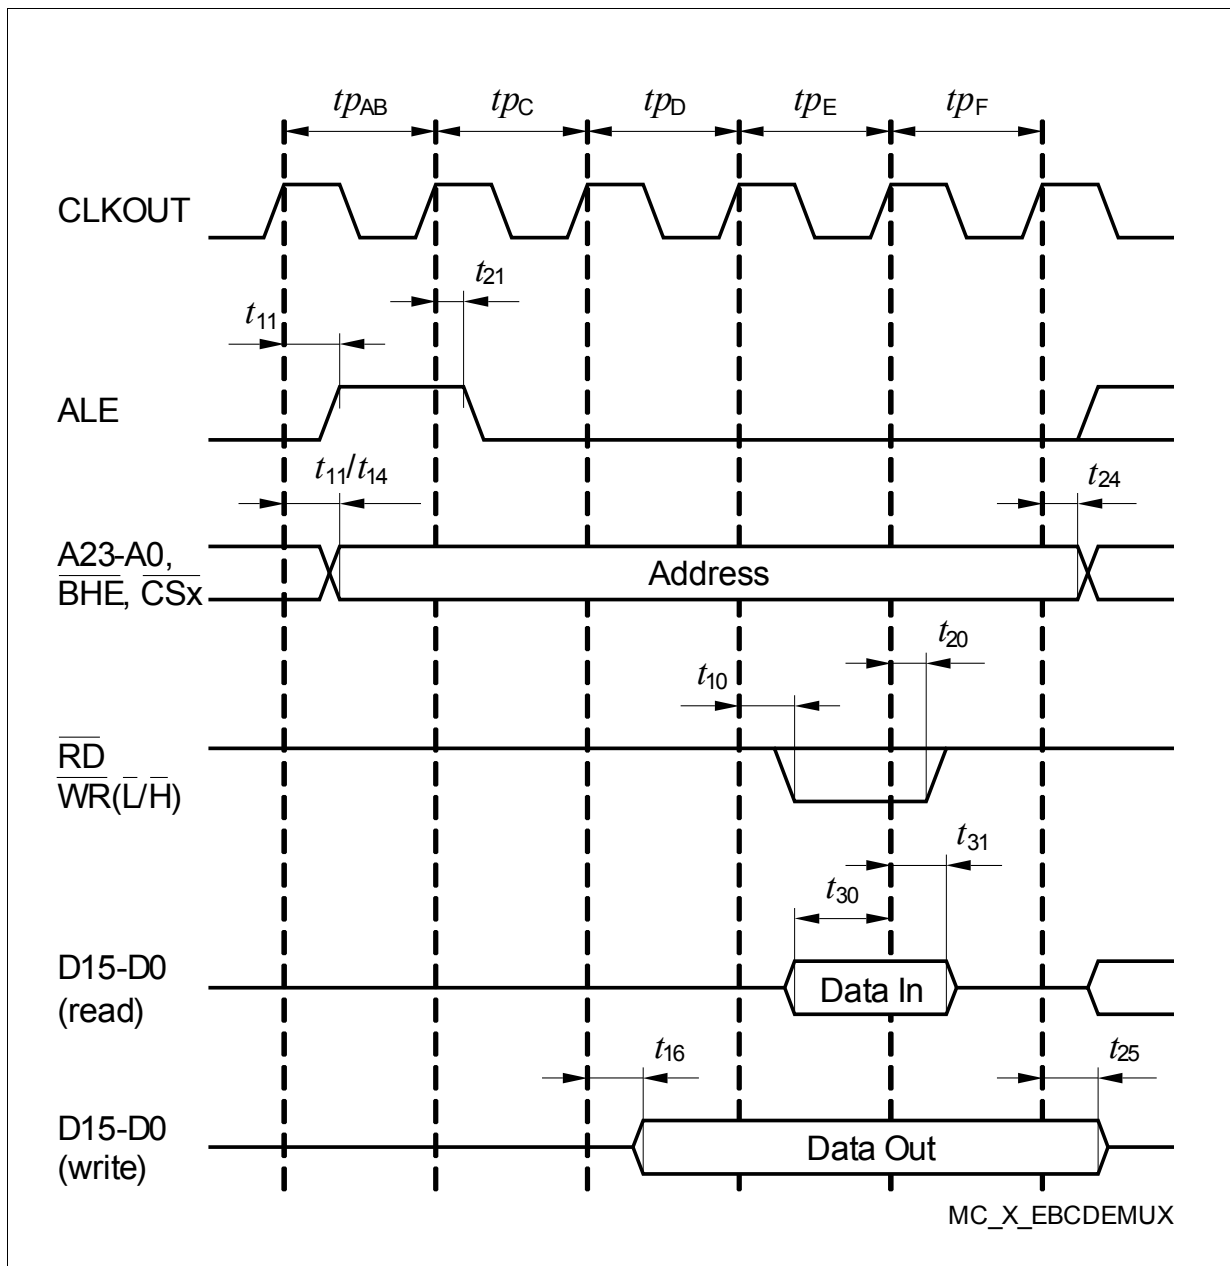 tpAB tpC tpD tpE tpF
CLKOUT
t21
t11
ALE
t11/t14
t24
A23-A0,
BHE, CSx
Address
t20
t10
RD
WR(L/H)
t31
t30
D15-D0
(read)
Data In
t16
t25
D15-D0
(write)
Data Out
MC_X_EBCDEMUX